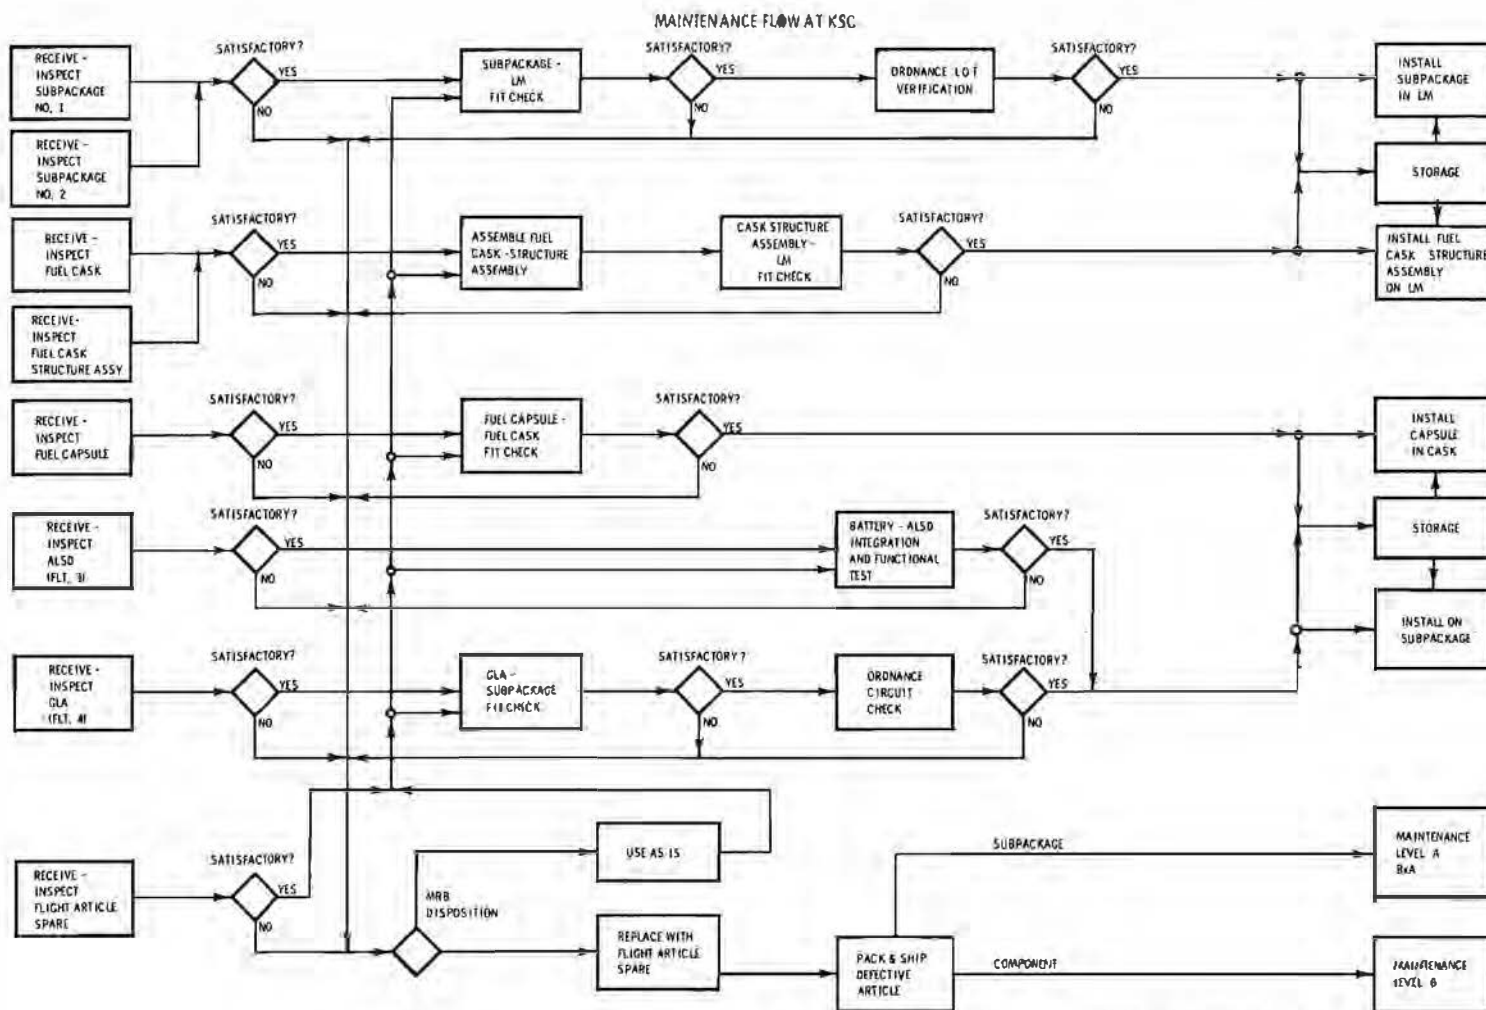 MAINTENANCE FLOW AT KSC
RECEIVE -
INSPECT
SUBPACKAGE
NO. 1
SATISFACTORY?
YES
NO
SUBPACKAGE -
LM
FIT CHECK
SATISFACTORY?
YES
NO
ORDNANCE LOT
VERIFICATION
SATISFACTORY?
YES
NO
INSTALL
SUBPACKAGE
IN LM
RECEIVE -
INSPECT
SUBPACKAGE
NO. 2
STORAGE
RECEIVE -
INSPECT
FUEL CASK
SATISFACTORY?
YES
NO
ASSEMBLE FUEL
CASK - STRUCTURE
ASSEMBLY
CASK STRUCTURE
ASSEMBLY -
LM
FIT CHECK
SATISFACTORY?
YES
NO
INSTALL FUEL
CASK STRUCTURE
ASSEMBLY
ON LM
RECEIVE -
INSPECT
FUEL CASK
STRUCTURE ASSY
RECEIVE -
INSPECT
FUEL CAPSULE
SATISFACTORY?
YES
NO
FUEL CAPSULE -
FUEL CASK
FIT CHECK
SATISFACTORY?
YES
NO
INSTALL
CAPSULE
IN CASK
RECEIVE -
INSPECT
ALSD
(FLT. 3)
SATISFACTORY?
YES
NO
BATTERY - ALSD
INTEGRATION
AND FUNCTIONAL
TEST
SATISFACTORY?
YES
NO
STORAGE
INSTALL ON
SUBPACKAGE
RECEIVE -
INSPECT
GLA
(FLT. 4)
SATISFACTORY?
YES
NO
GLA -
SUBPACKAGE
FIT CHECK
SATISFACTORY?
YES
NO
ORDNANCE
CIRCUIT
CHECK
SATISFACTORY?
YES
NO
RECEIVE -
INSPECT
FLIGHT ARTICLE
SPARE
SATISFACTORY?
YES
NO
MRB
DISPOSITION
USE AS IS
REPLACE WITH
FLIGHT ARTICLE
SPARE
PACK & SHIP
DEFECTIVE
ARTICLE
SUBPACKAGE
COMPONENT
MAINTENANCE
LEVEL A
BxA
MAINTENANCE
LEVEL B